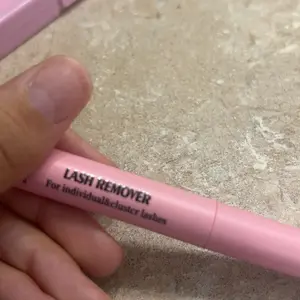 LASH REMOVER
For individual&cluster lashes